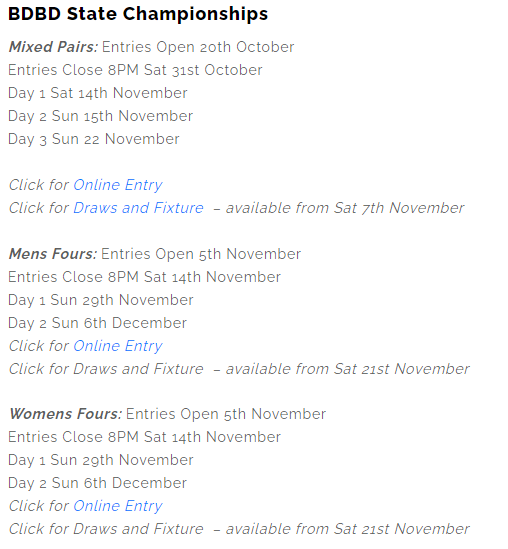 BDBD State Championships
Mixed Pairs: Entries Open 20th October
Entries Close 8PM Sat 31st October
Day 1 Sat 14th November
Day 2 Sun 15th November
Day 3 Sun 22 November
Click for Online Entry
Click for Draws and Fixture – available from Sat 7th November
Mens Fours: Entries Open 5th November
Entries Close 8PM Sat 14th November
Day 1 Sun 29th November
Day 2 Sun 6th December
Click for Online Entry
Click for Draws and Fixture – available from Sat 21st November
Womens Fours: Entries Open 5th November
Entries Close 8PM Sat 14th November
Day 1 Sun 29th November
Day 2 Sun 6th December
Click for Online Entry
Click for Draws and Fixture – available from Sat 21st November